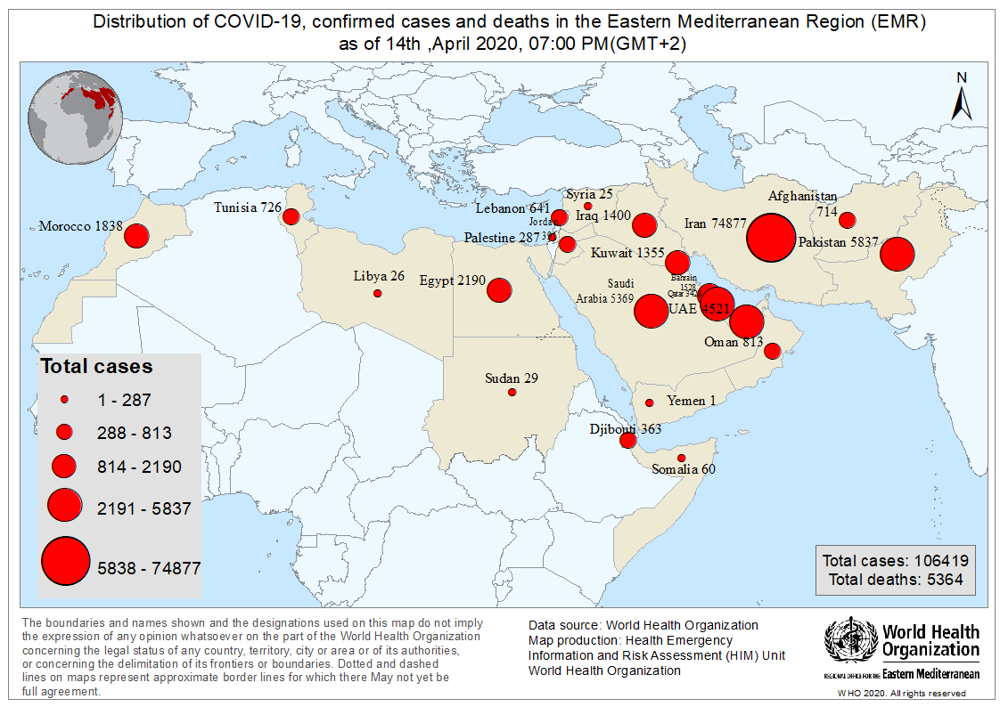 Distribution of COVID-19, confirmed cases and deaths in the Eastern Mediterranean Region (EMR)
as of 14th ,April 2020, 07:00 PM(GMT+2)
N
Syria 25
Afghanistan
714
Tunisia 726
Lebanon 641
Iraq 1400
Jordan
Morocco 1838
Iran 74877
Palestine 287
Pakistan 5837
Kuwait 1355
Libya 26
Egypt 2190
Saudi
Arabia 5369
Bahrain
1528
Qatar
UAE 4521
Oman 813
Sudan 29
Yemen 1
Djibouti 363
Somalia 60
Total cases
1 - 287
288 - 813
814 - 2190
2191 - 5837
5838 - 74877
Total cases: 106419
Total deaths: 5364
The boundaries and names shown and the designations used on this map do not imply
the expression of any opinion whatsoever on the part of the World Health Organization
concerning the legal status of any country, territory, city or area or of its authorities,
or concerning the delimitation of its frontiers or boundaries. Dotted and dashed
lines on maps represent approximate border lines for which there May not yet be
full agreement.
Data source: World Health Organization
Map production: Health Emergency
Information and Risk Assessment (HIM) Unit
World Health Organization
World Health
Organization
REGIONAL OFFICE FOR THE Eastern Mediterranean
WHO 2020. All rights reserved